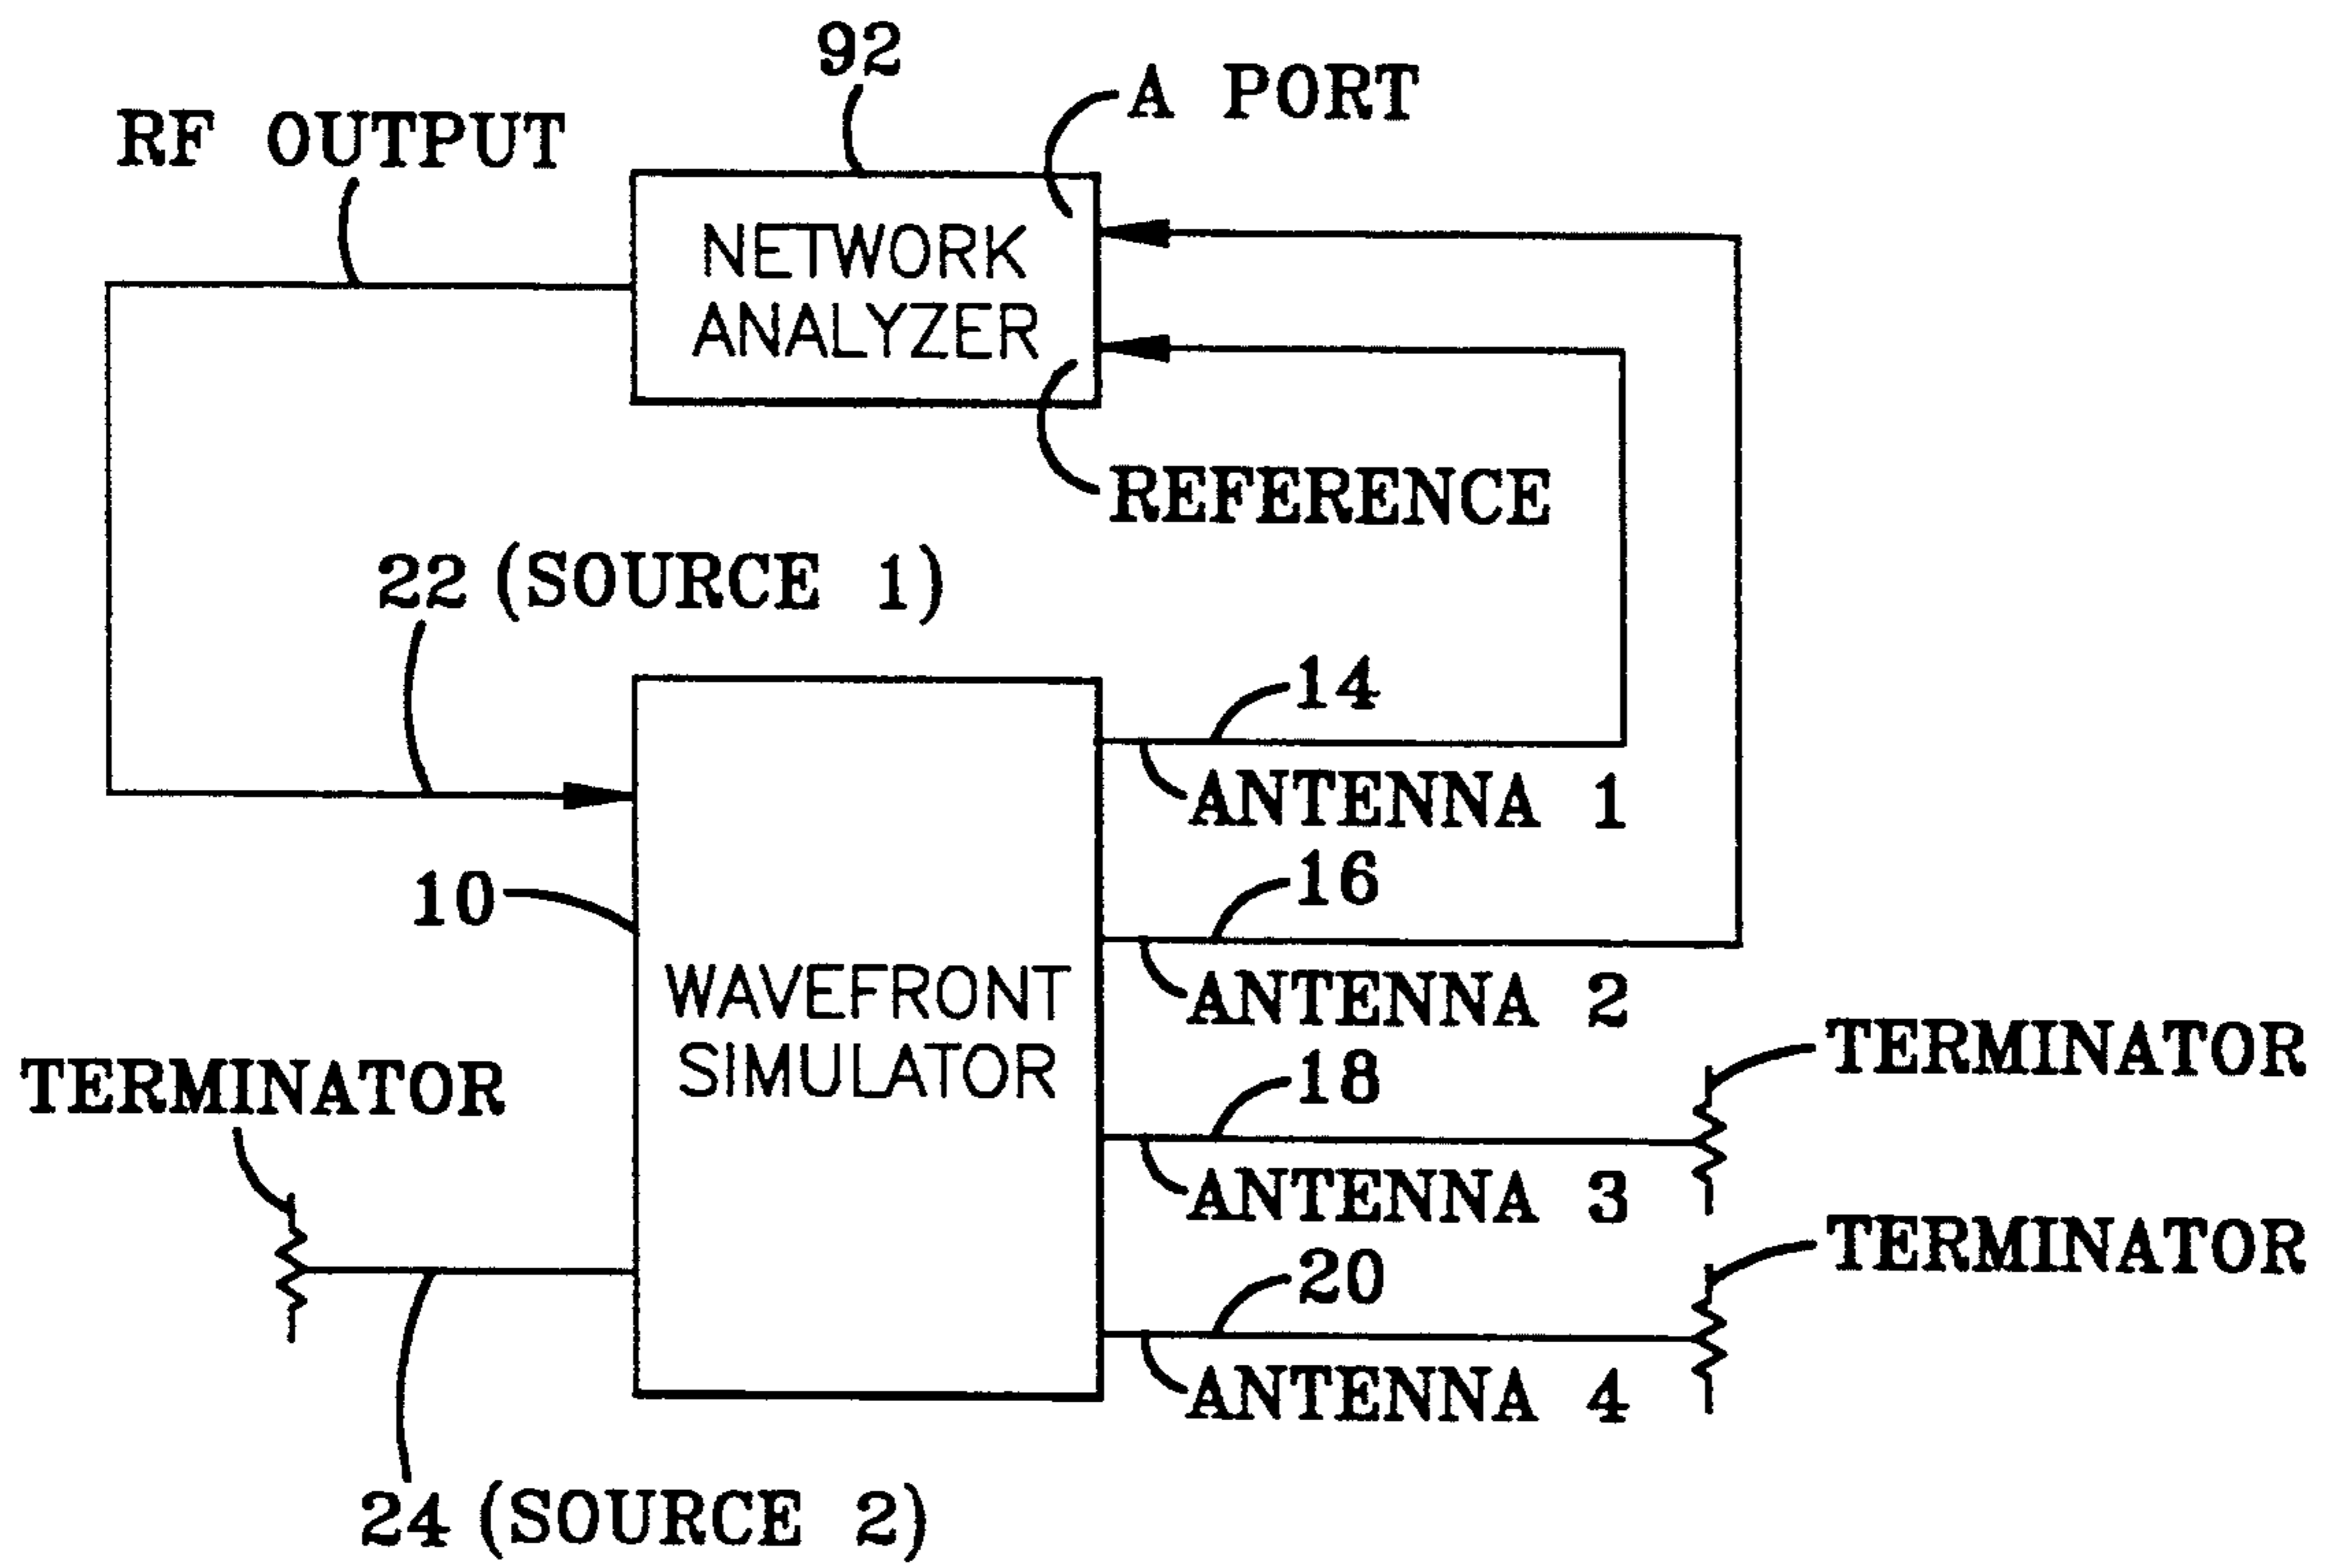 92
A PORT
RF OUTPUT
NETWORK
ANALYZER
REFERENCE
22 (SOURCE 1)
14
ANTENNA 1
10
16
ANTENNA 2
WAVEFRONT
SIMULATOR
TERMINATOR
18
TERMINATOR
ANTENNA 3
20
TERMINATOR
ANTENNA 4
24 (SOURCE 2)